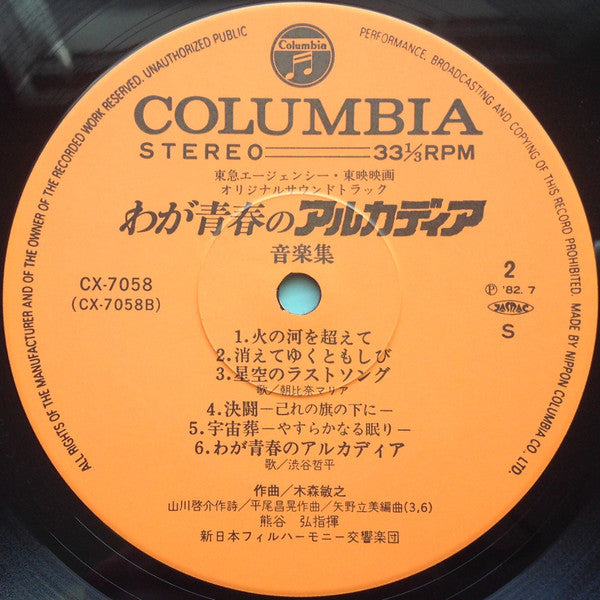 Columbia
ALL RIGHTS OF THE MANUFACTURER AND OF THE OWNER OF THE RECORDED WORK RESERVED. UNAUTHORIZED PUBLIC PERFORMANCE, BROADCASTING AND COPYING OF THIS RECORD PROHIBITED. MADE BY NIPPON COLUMBIA CO., LTD.
COLUMBIA
STEREO 33⅓RPM
東急エージェンシー・東映映画
オリジナルサウンドトラック
わが青春のアルカディア
音楽集
CX-7058
(CX-7058B)
2
Ⓟ '82.7
JASRAC
S
1.火の河を超えて
2.消えてゆくともしび
3.星空のラストソング
歌/朝比奈マリア
4.決闘—己れの旗の下に—
5.宇宙葬—やすらかなる眠り—
6.わが青春のアルカディア
歌/渋谷哲平
作曲/木森敏之
山川啓介作詩/平尾昌晃作曲/矢野立美編曲(3,6)
熊谷 弘指揮
新日本フィルハーモニー交響楽団